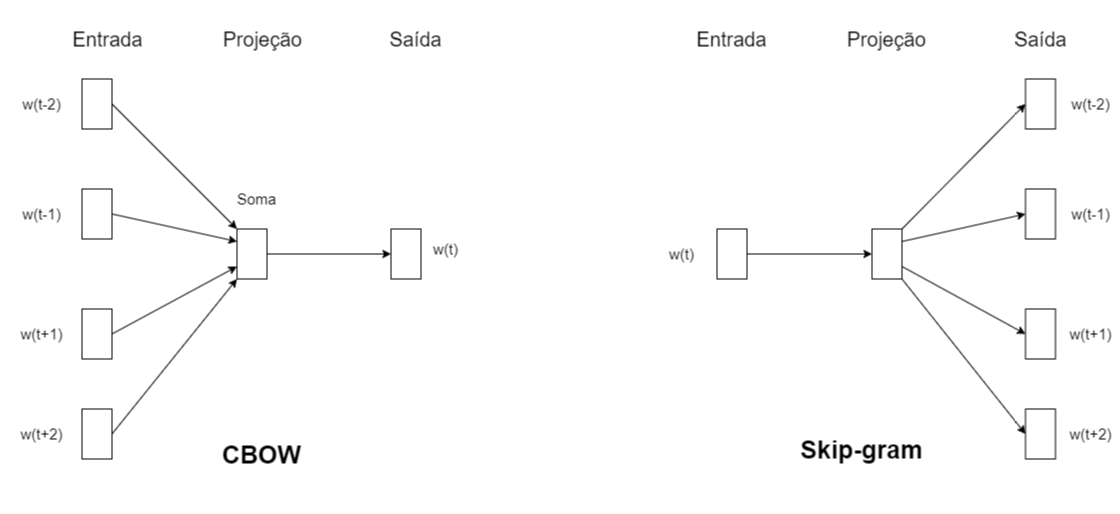 Entrada Projeção Saída
w(t-2)
w(t-1)
Soma
w(t)
w(t+1)
w(t+2)
CBOW
Entrada Projeção Saída
w(t-2)
w(t-1)
w(t)
w(t+1)
w(t+2)
Skip-gram